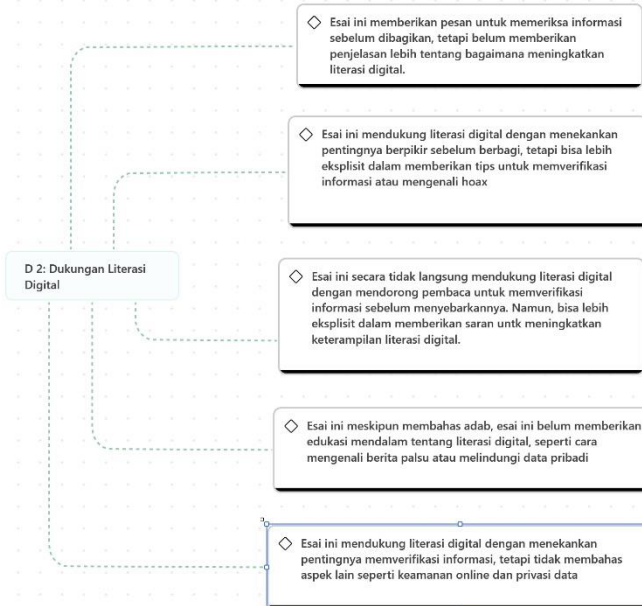 Esai ini memberikan pesan untuk memeriksa informasi
sebelum dibagikan, tetapi belum memberikan
penjelasan lebih tentang bagaimana meningkatkan
literasi digital.
Esai ini mendukung literasi digital dengan menekankan
pentingnya berpikir sebelum berbagi, tetapi bisa lebih
eksplisit dalam memberikan tips untuk memverifikasi
informasi atau mengenali hoax
D 2: Dukungan Literasi
Digital
Esai ini secara tidak langsung mendukung literasi digital
dengan mendorong pembaca untuk memverifikasi
informasi sebelum menyebarkannya. Namun, bisa lebih
eksplisit dalam memberikan saran untk meningkatkan
keterampilan literasi digital.
Esai ini meskipun membahas adab, esai ini belum memberikan
edukasi mendalam tentang literasi digital, seperti cara
mengenali berita palsu atau melindungi data pribadi
Esai ini mendukung literasi digital dengan menekankan
pentingnya memverifikasi informasi, tetapi tidak membahas
aspek lain seperti keamanan online dan privasi data